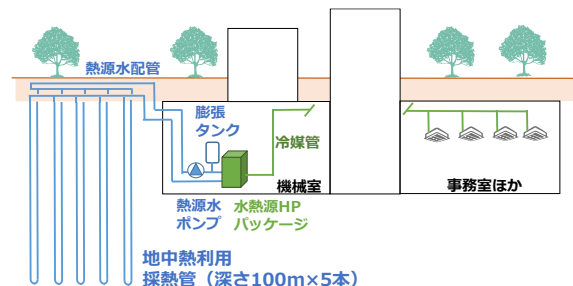 熱源水配管
膨張
タンク
冷媒管
機械室
事務室ほか
熱源水
ポンプ
水熱源HP
パッケージ
地中熱利用
採熱管（深さ100m×5本）